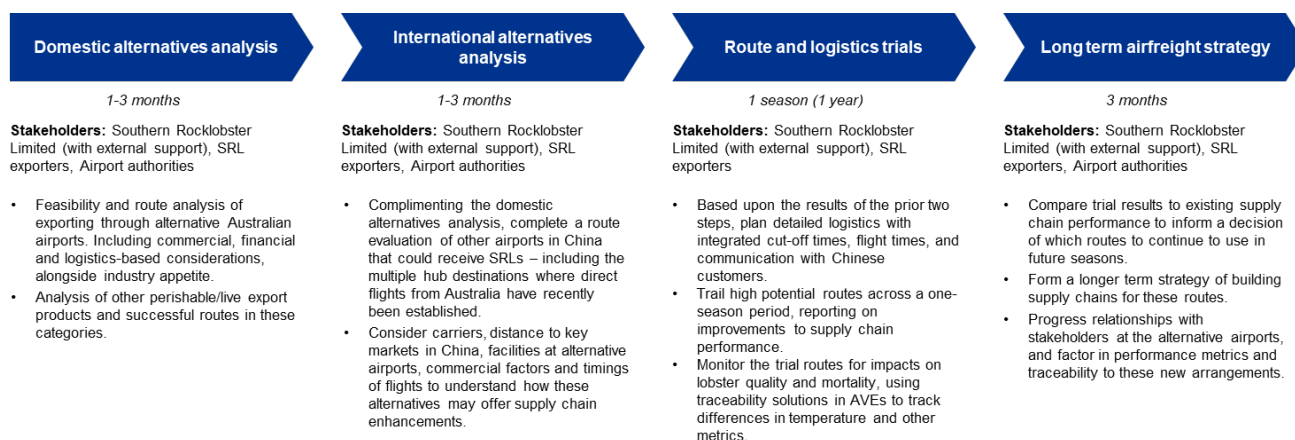 Domestic alternatives analysis
1-3 months
Stakeholders: Southern Rocklobster
Limited (with external support), SRL
exporters, Airport authorities
• Feasibility and route analysis of
exporting through alternative Australian
airports. Including commercial, financial
and logistics-based considerations,
alongside industry appetite.
• Analysis of other perishable/live export
products and successful routes in these
categories.
International alternatives
analysis
1-3 months
Stakeholders: Southern Rocklobster
Limited (with external support), SRL
exporters, Airport authorities
• Complimenting the domestic
alternatives analysis, complete a route
evaluation of other airports in China
that could receive SRLs – including the
multiple hub destinations where direct
flights from Australia have recently
been established.
• Consider carriers, distance to key
markets in China, facilities at alternative
airports, commercial factors and timings
of flights to understand how these
alternatives may offer supply chain
enhancements.
Route and logistics trials
1 season (1 year)
Stakeholders: Southern Rocklobster
Limited (with external support), SRL
exporters
• Based upon the results of the prior two
steps, plan detailed logistics with
integrated cut-off times, flight times, and
communication with Chinese
customers.
• Trail high potential routes across a one-
season period, reporting on
improvements to supply chain
performance.
• Monitor the trial routes for impacts on
lobster quality and mortality, using
traceability solutions in AVEs to track
differences in temperature and other
metrics.
Long term airfreight strategy
3 months
Stakeholders: Southern Rocklobster
Limited (with external support), SRL
exporters, Airport authorities
• Compare trial results to existing supply
chain performance to inform a decision
of which routes to continue to use in
future seasons.
• Form a longer term strategy of building
supply chains for these routes.
• Progress relationships with
stakeholders at the alternative airports,
and factor in performance metrics and
traceability to these new arrangements.